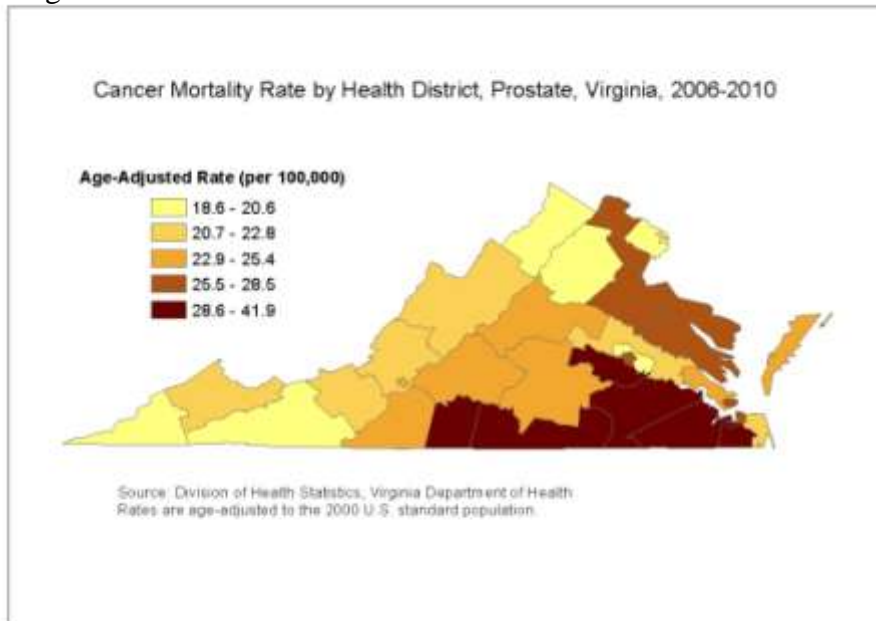 Cancer Mortality Rate by Health District, Prostate, Virginia, 2006-2010
Age-Adjusted Rate (per 100,000)
18.6 - 20.6
20.7 - 22.8
22.9 - 25.4
25.5 - 28.5
28.6 - 41.9
Source: Division of Health Statistics, Virginia Department of Health
Rates are age-adjusted to the 2000 U.S. standard population.